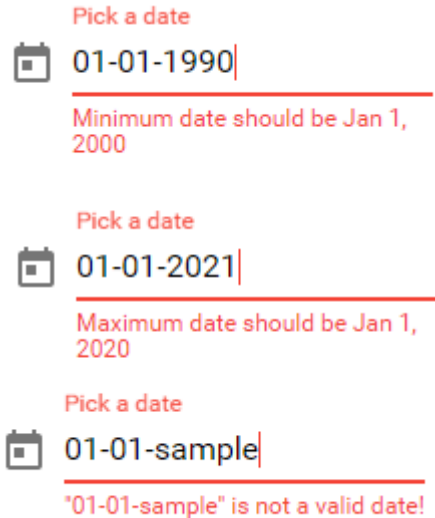 Pick a date
01-01-1990
Minimum date should be Jan 1,
2000
Pick a date
01-01-2021
Maximum date should be Jan 1,
2020
Pick a date
01-01-sample
"01-01-sample" is not a valid date!